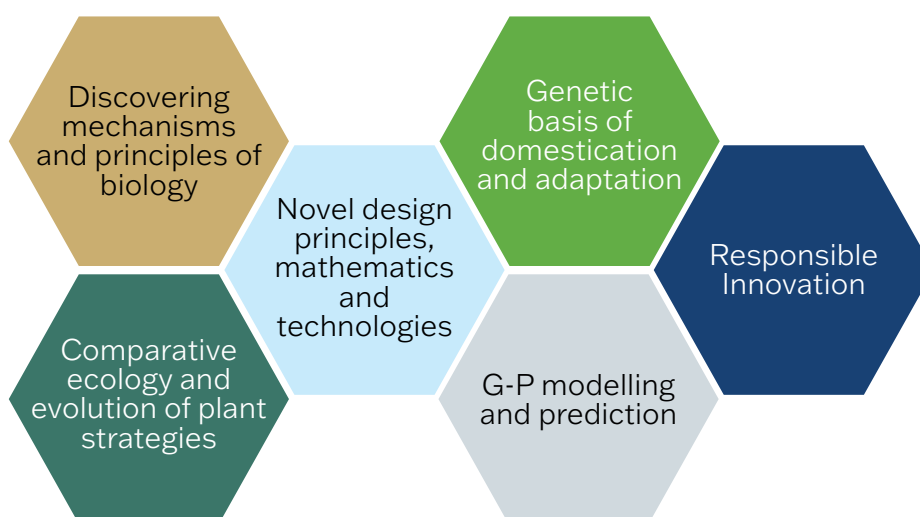 Discovering
mechanisms
and principles of
biology
Genetic
basis of
domestication
and adaptation
Novel design
principles,
mathematics
and
technologies
Responsible
Innovation
Comparative
ecology and
evolution of plant
strategies
G-P modelling
and prediction